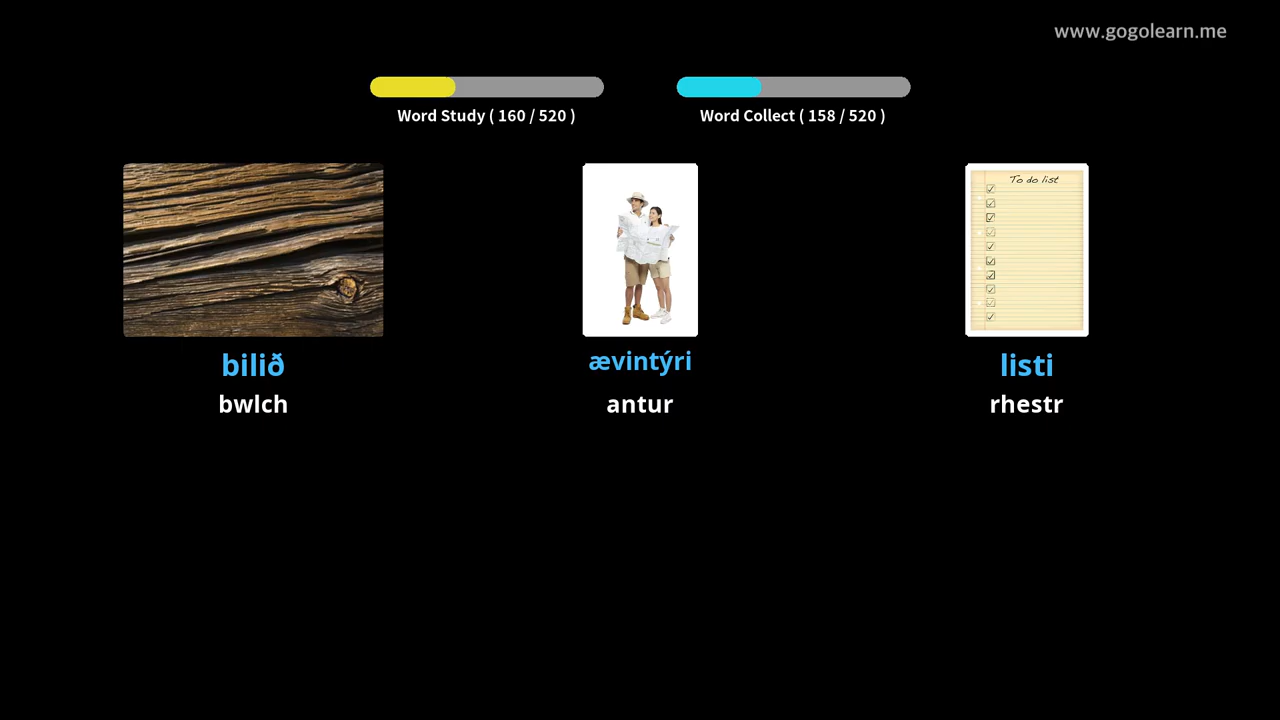 www.gogolearn.me
Word Study ( 160 / 520 )
Word Collect ( 158 / 520 )
To do list
bilið
ævintýri
listi
bwlch
antur
rhestr